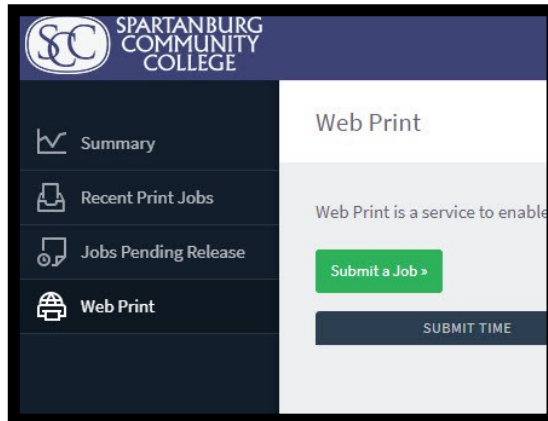 SCC
SPARTANBURG
COMMUNITY
COLLEGE
Summary
Recent Print Jobs
Jobs Pending Release
Web Print
Web Print
Web Print is a service to enable
Submit a Job »
SUBMIT TIME